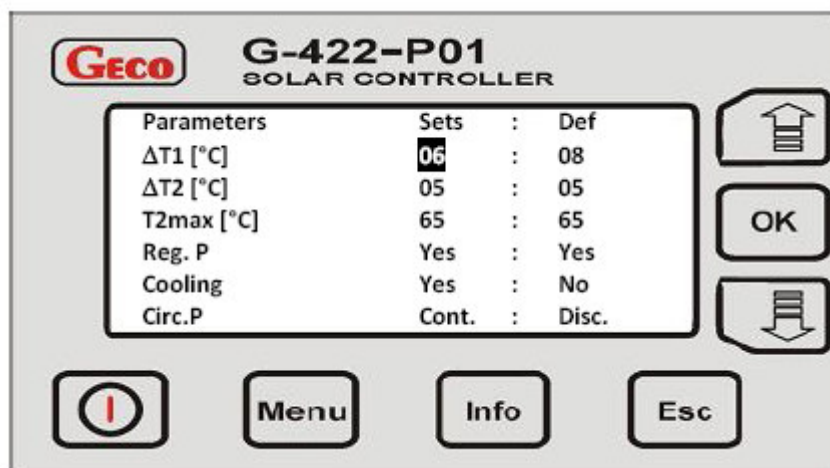 GECO
G-422-P01
SOLAR CONTROLLER
Parameters Sets : Def
ΔT1 [°C] 06 : 08
ΔT2 [°C] 05 : 05
T2max [°C] 65 : 65
Reg. P Yes : Yes
Cooling Yes : No
Circ.P Cont. : Disc.
OK
Menu Info Esc